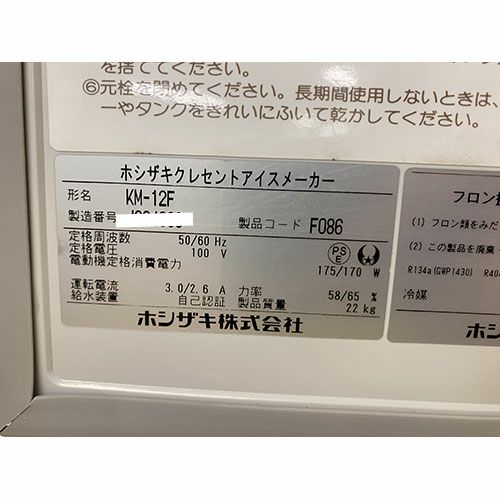 を捨ててください。
⑥元栓を閉めてください。長期間使用しないときは、
ーやタンクをきれいにふいて乾かしてください。
ホシザキクレセントアイスメーカー
形名 KM-12F
製造番号
製品コード F086
定格周波数 50/60 Hz
定格電圧 100 V
電動機定格消費電力 175/170 W
PS
E
運転電流 3.0/2.6 A 力率 58/65 %
給水装置 自己認証 製品質量 22 kg
ホシザキ株式会社
フロン類
(1) フロン類をみだ
(2) この製品を廃棄
R134a(GWP1430) R40
冷媒
ホシ